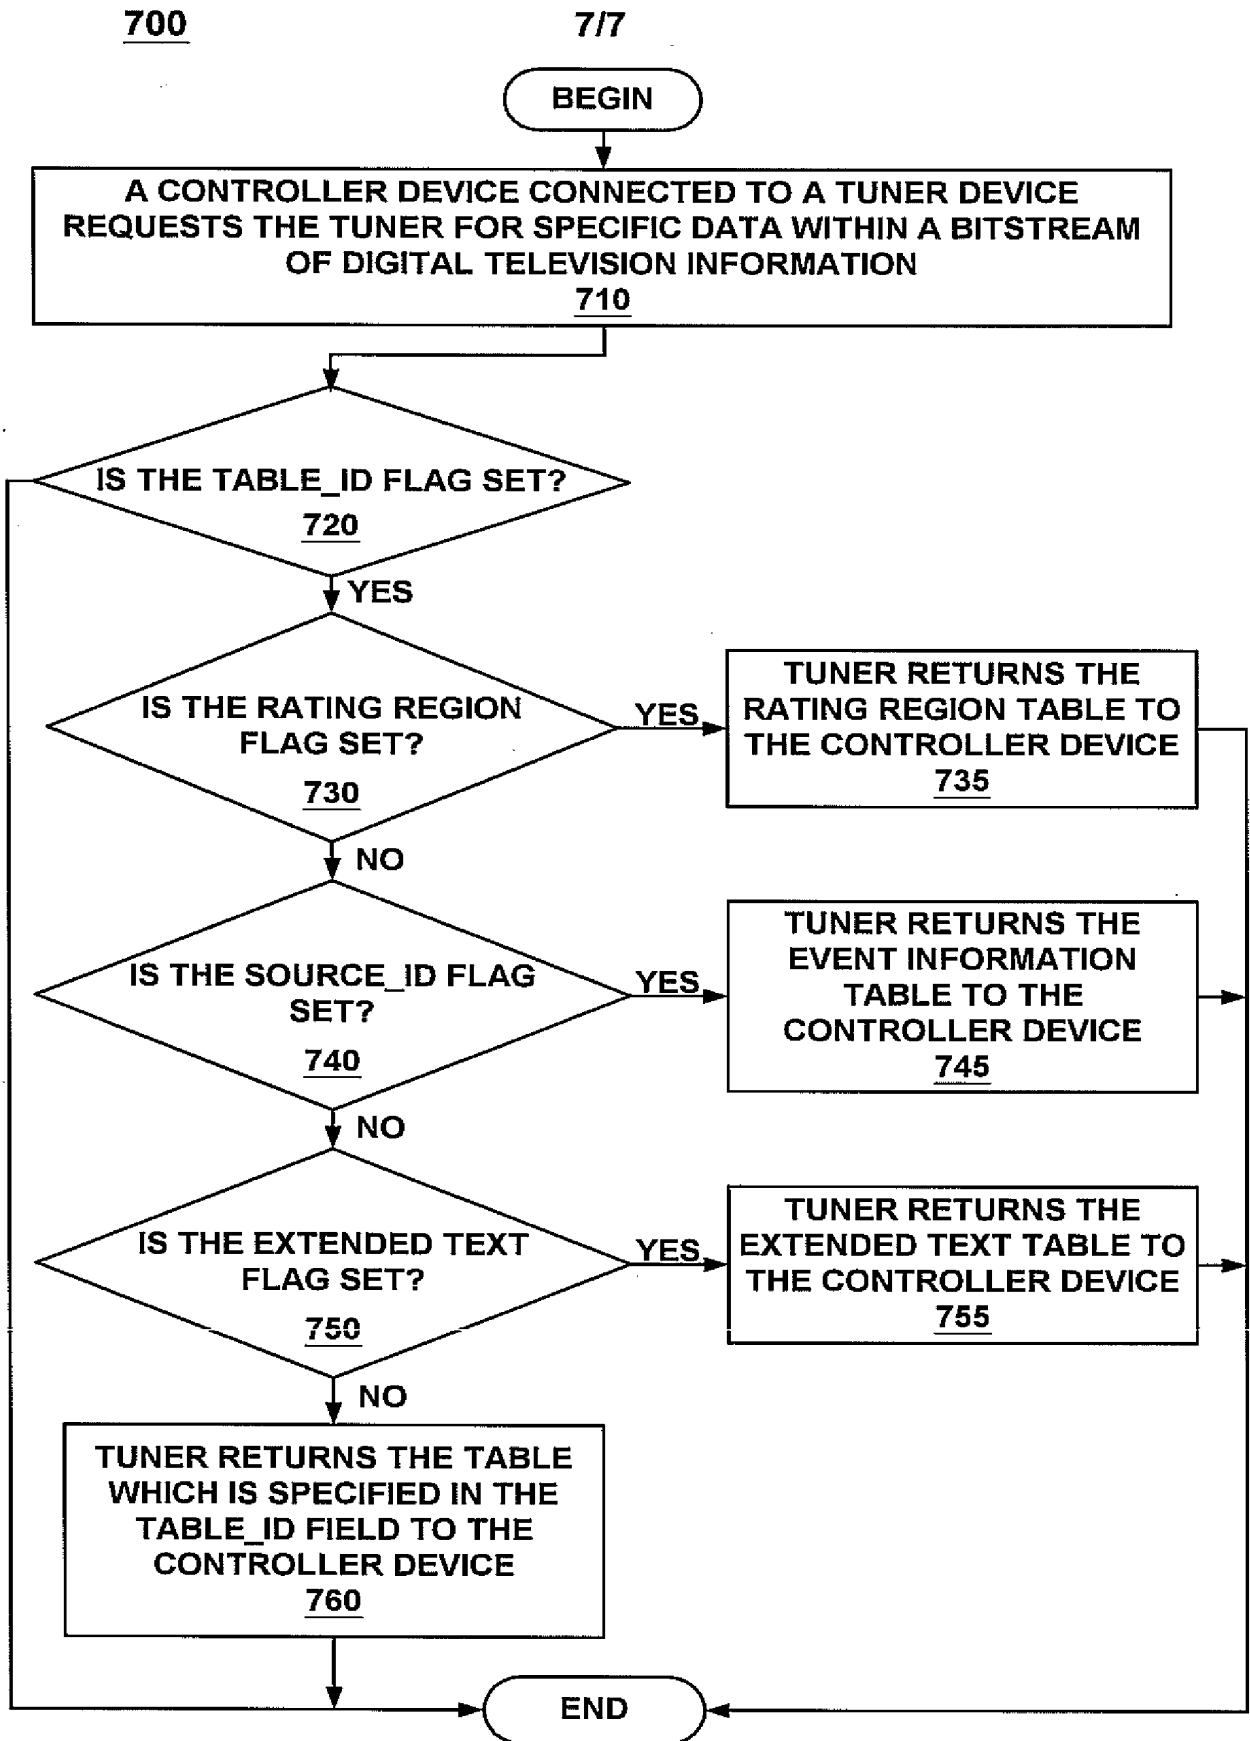 700
7/7
BEGIN
A CONTROLLER DEVICE CONNECTED TO A TUNER DEVICE
REQUESTS THE TUNER FOR SPECIFIC DATA WITHIN A BITSTREAM
OF DIGITAL TELEVISION INFORMATION
710
IS THE TABLE_ID FLAG SET?
720
YES
IS THE RATING REGION
FLAG SET?
730
YES
TUNER RETURNS THE
RATING REGION TABLE TO
THE CONTROLLER DEVICE
735
NO
IS THE SOURCE_ID FLAG
SET?
740
YES
TUNER RETURNS THE
EVENT INFORMATION
TABLE TO THE
CONTROLLER DEVICE
745
NO
IS THE EXTENDED TEXT
FLAG SET?
750
YES
TUNER RETURNS THE
EXTENDED TEXT TABLE TO
THE CONTROLLER DEVICE
755
NO
TUNER RETURNS THE TABLE
WHICH IS SPECIFIED IN THE
TABLE_ID FIELD TO THE
CONTROLLER DEVICE
760
END